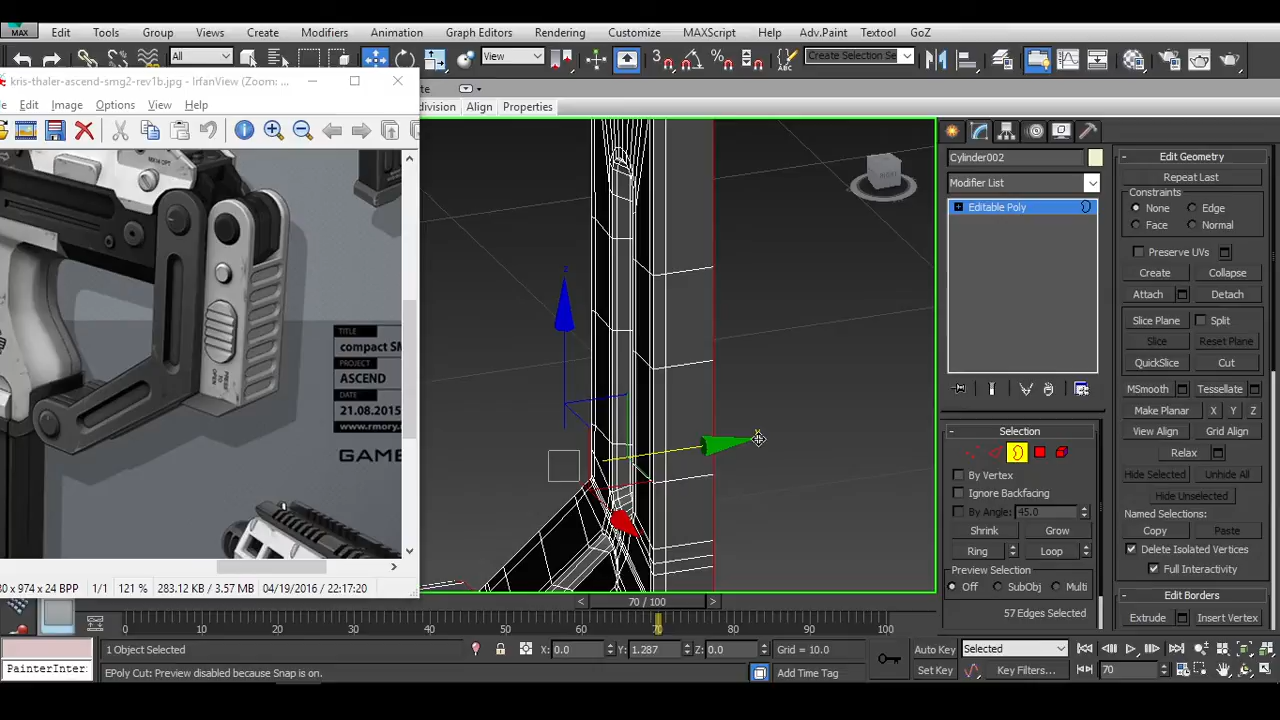 MAX
Edit Tools Group Views Create Modifiers Animation Graph Editors Rendering Customize MAXScript Help Adv.Paint Textool GoZ
All
View
Create Selection Se
kris-thaler-ascend-smg2-rev1b.jpg - IrfanView (Zoom: ...
Edit Image Options View Help
division Align Properties
TITLE
compact SM
PROJECT
ASCEND
DATE
21.08.2015
www.rmory.
GAME
280 x 974 x 24 BPP 1/1 121 % 283.12 KB / 3.57 MB 04/19/2016 / 22:17:20
Cylinder002
Modifier List
Editable Poly
Selection
By Vertex
Ignore Backfacing
By Angle: 45.0
Shrink Grow
Ring Loop
Preview Selection
Off SubObj Multi
57 Edges Selected
Edit Geometry
Repeat Last
Constraints
None Edge
Face Normal
Preserve UVs
Create Collapse
Attach Detach
Slice Plane Split
Slice Reset Plane
QuickSlice Cut
MSmooth Tessellate
Make Planar X Y Z
View Align Grid Align
Relax
Hide Selected Unhide All
Hide Unselected
Named Selections:
Copy Paste
Delete Isolated Vertices
Full Interactivity
Edit Borders
Extrude Insert Vertex
70 / 100
0 10 20 30 40 50 60 70 80 90 100
1 Object Selected X: 0.0 Y: 1.287 Z: 0.0 Grid = 10.0 Auto Key Selected
PainterInter EPoly Cut: Preview disabled because Snap is on. Add Time Tag Set Key Key Filters... 70